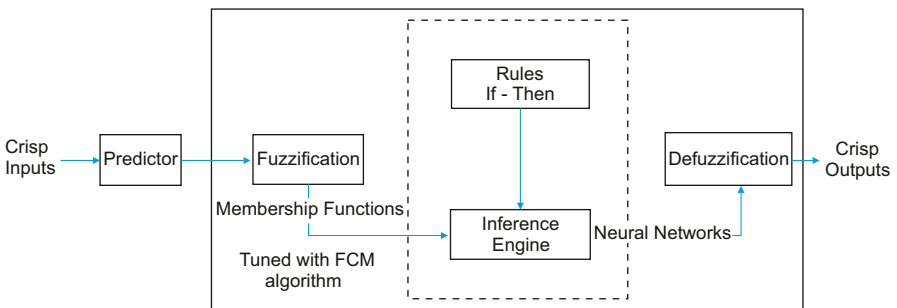 Rules
If - Then
Crisp
Inputs
Predictor
Fuzzification
Defuzzification
Crisp
Outputs
Membership Functions
Inference
Engine
Neural Networks
Tuned with FCM
algorithm